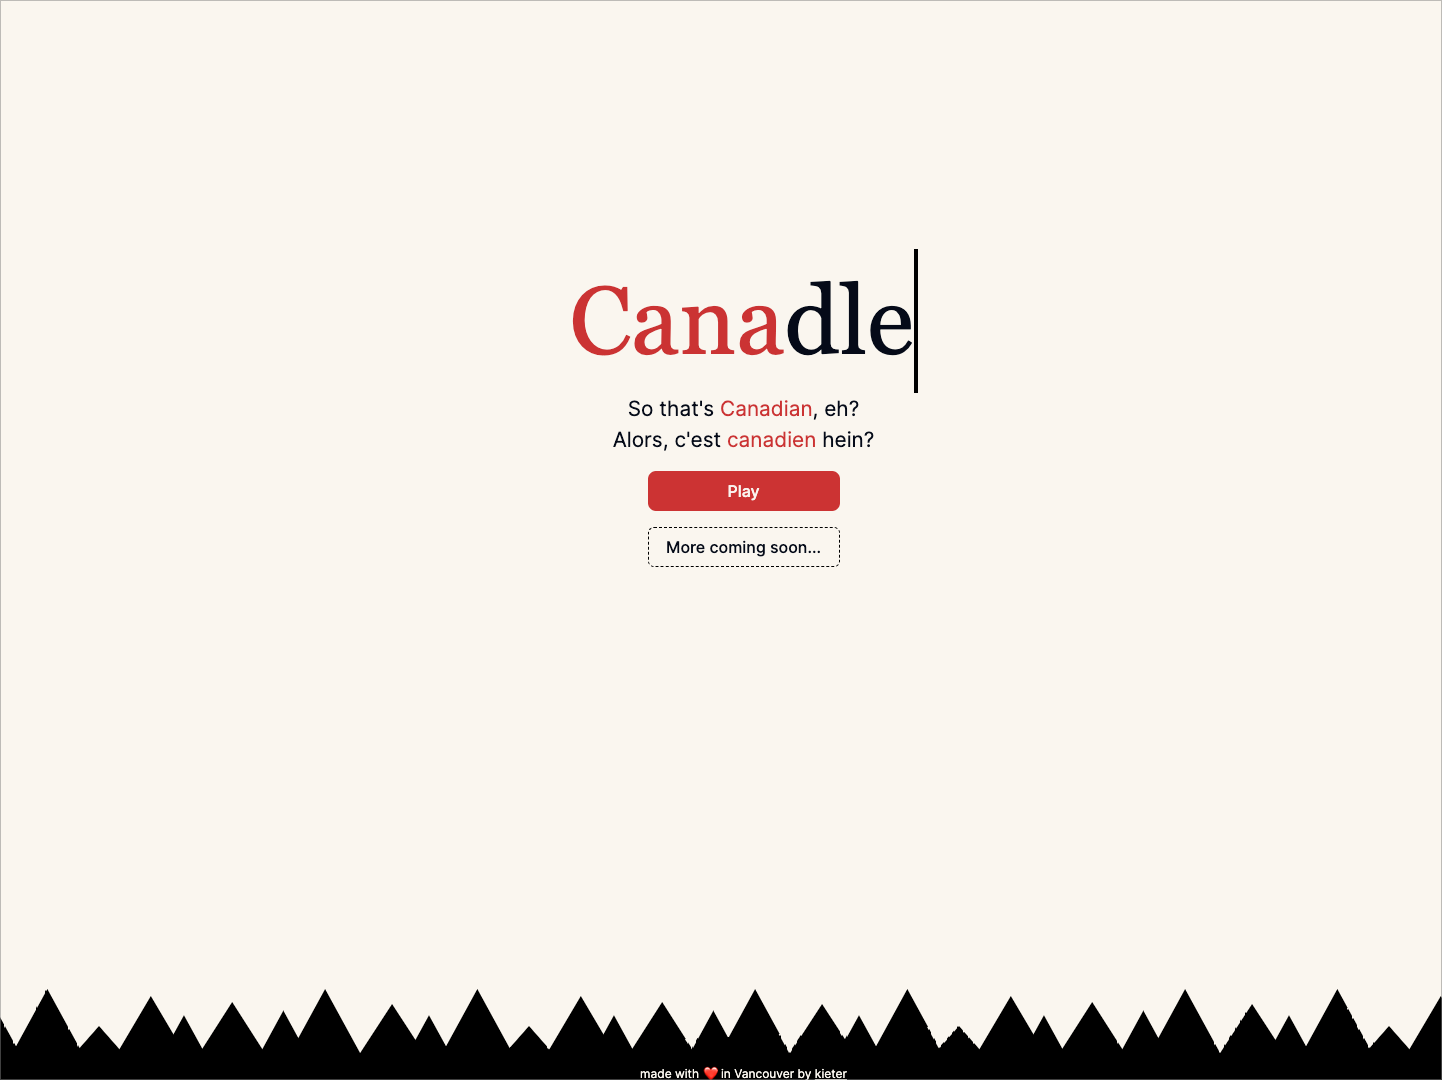 Canadle
So that's Canadian, eh?
Alors, c'est canadien hein?
Play
More coming soon...
made with ❤️ in Vancouver by kieter